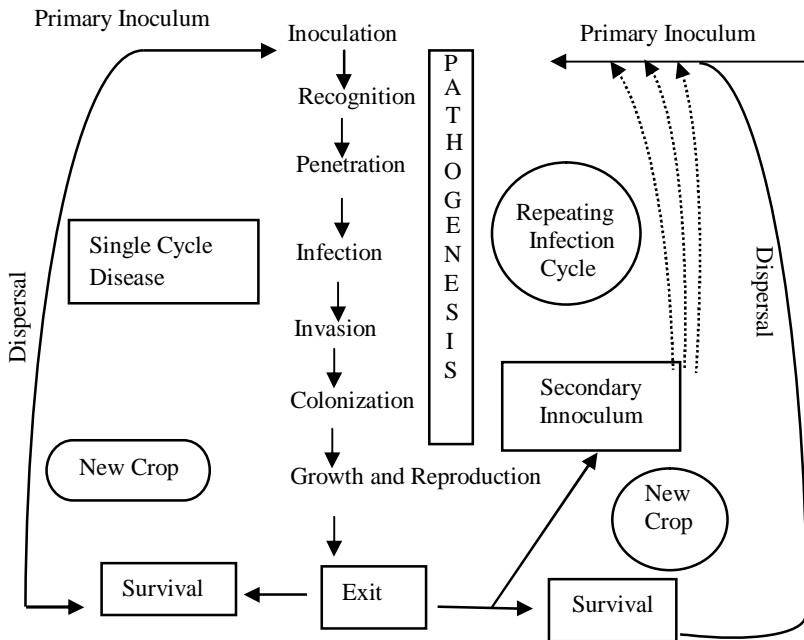 Primary Inoculum
Inoculation
Primary Inoculum
Recognition
Penetration
Infection
Invasion
Colonization
Growth and Reproduction
PATHOGENESIS
Single Cycle
Disease
Repeating
Infection
Cycle
Dispersal
Dispersal
Secondary
Innoculum
New Crop
New
Crop
Survival
Exit
Survival